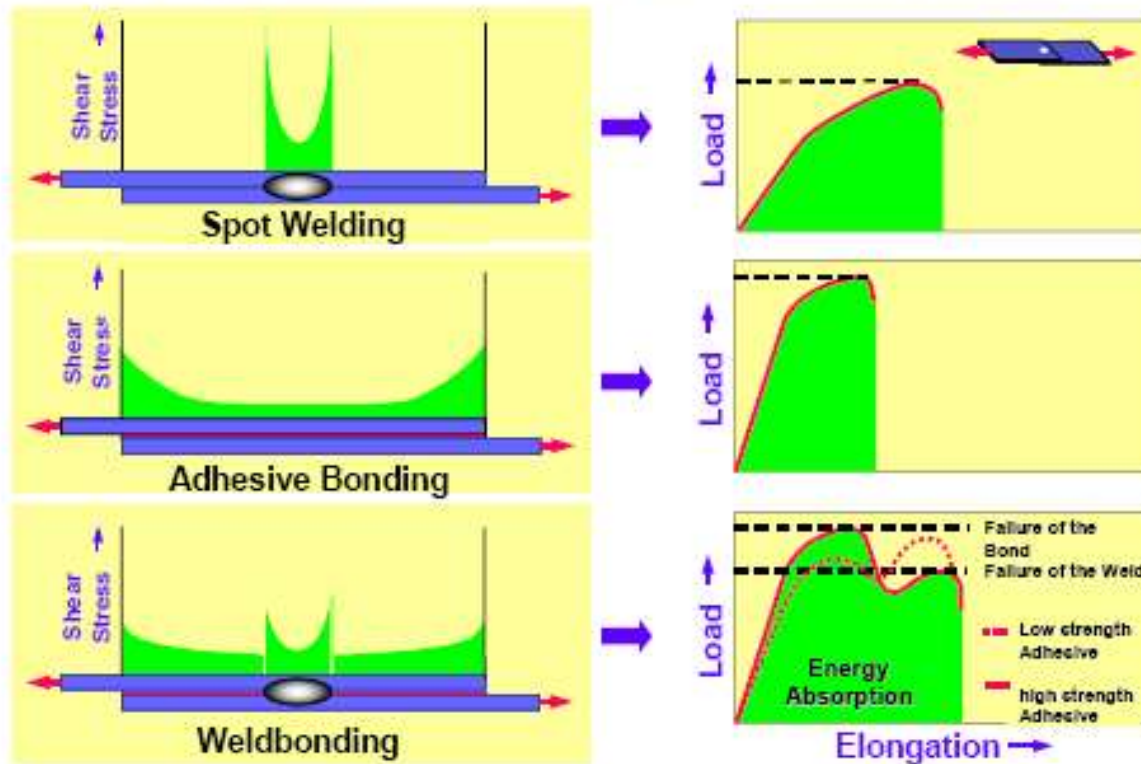 Shear
Stress
Spot Welding
Load
Shear
Stress
Adhesive Bonding
Load
Shear
Stress
Weldbonding
Load
Failure of the
Bond
Failure of the Weld
Low strength
Adhesive
high strength
Adhesive
Energy
Absorption
Elongation